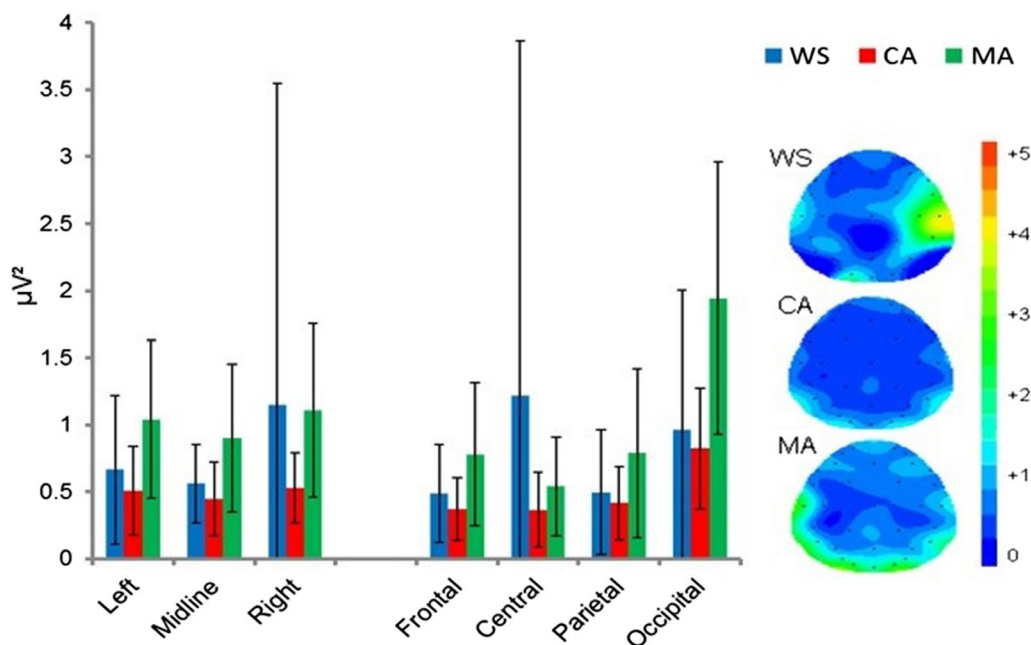 4
3.5
3
2.5
2
1.5
1
0.5
0
µV²
Left
Midline
Right
Frontal
Central
Parietal
Occipital
WS CA MA
WS
CA
MA
+5
+4
+3
+2
+1
0